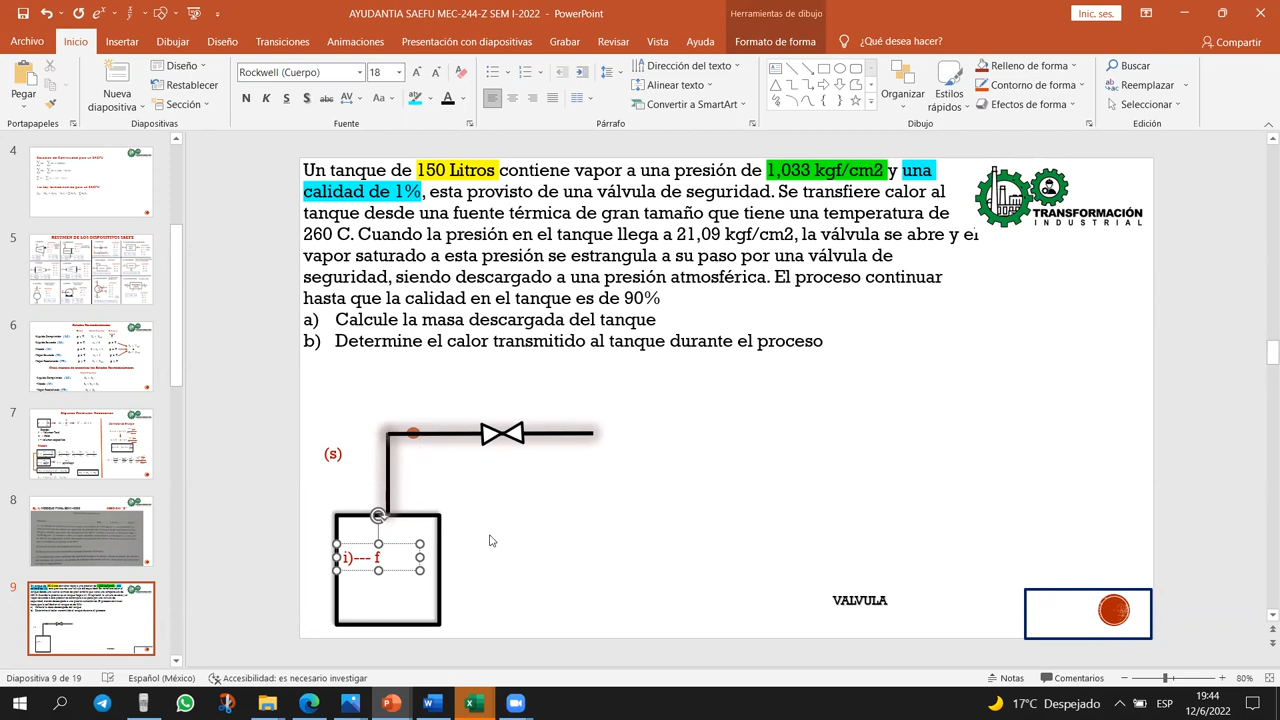 AYUDANTIA SAEFU MEC-244-Z SEM I-2022 - PowerPoint
Herramientas de dibujo
Inic. ses.
Archivo Inicio Insertar Dibujar Diseño Transiciones Animaciones Presentación con diapositivas Grabar Revisar Vista Ayuda Formato de forma ¿Qué desea hacer? Compartir
Pegar
Nueva diapositiva
Diseño
Restablecer
Sección
Rockwell (Cuerpo) 18
N K S S abc AV Aa A
Dirección del texto
Alinear texto
Convertir a SmartArt
Organizar
Estilos rápidos
Relleno de forma
Contorno de forma
Efectos de forma
Buscar
Reemplazar
Seleccionar
Portapapeles Diapositivas Fuente Párrafo Dibujo Edición
4
7
8
9
Un tanque de 150 Litros contiene vapor a una presión de 1,033 kgf/cm2 y una
calidad de 1%, esta provisto de una válvula de seguridad. Se transfiere calor al
tanque desde una fuente térmica de gran tamaño que tiene una temperatura de
260 C. Cuando la presión del tanque llega a 21,09 kgf/cm2 la válvula se abre y el
vapor saturado a esta presión se estrangula a su paso por una válvula de
seguridad, siendo descargado a una presión atmosférica. El proceso continuar
hasta que la calidad en el tanque es de 90%
a) Calcule la masa descargada del tanque
b) Determine el calor transmitido al tanque durante el proceso
TRANSFORMACIÓN
INDUSTRIAL
(s)
i)--- f
VALVULA
Diapositiva 9 de 19 Español (México) Accesibilidad: es necesario investigar Notas Comentarios 80%
17°C Despejado ESP
19:44
12/6/2022